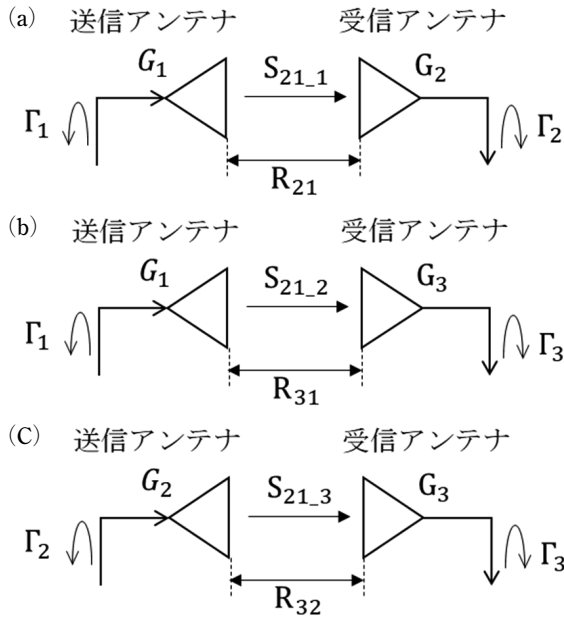 (a) 送信アンテナ 受信アンテナ
G₁ S₂₁_₁ G₂
Γ₁ Γ₂
R₂₁
(b) 送信アンテナ 受信アンテナ
G₁ S₂₁_₂ G₃
Γ₁ Γ₃
R₃₁
(C) 送信アンテナ 受信アンテナ
G₂ S₂₁_₃ G₃
Γ₂ Γ₃
R₃₂